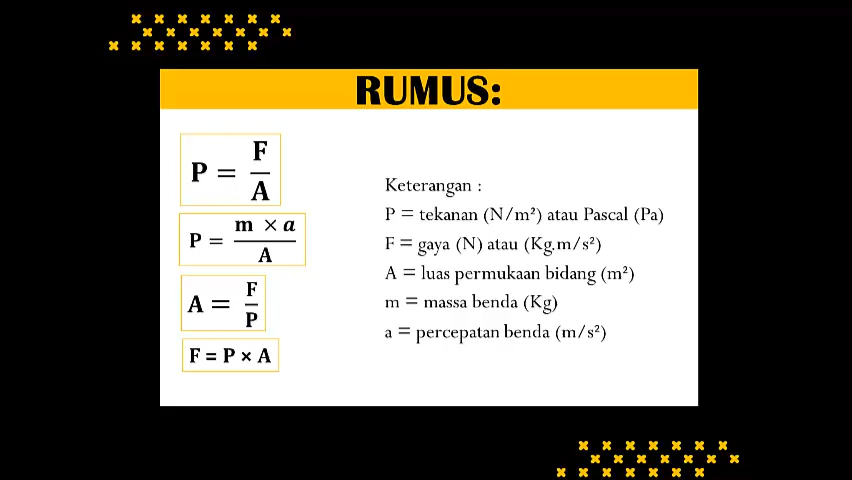 RUMUS:
P = F/A
P = m × a/A
A = F/P
F = P × A
Keterangan :
P = tekanan (N/m²) atau Pascal (Pa)
F = gaya (N) atau (Kg.m/s²)
A = luas permukaan bidang (m²)
m = massa benda (Kg)
a = percepatan benda (m/s²)